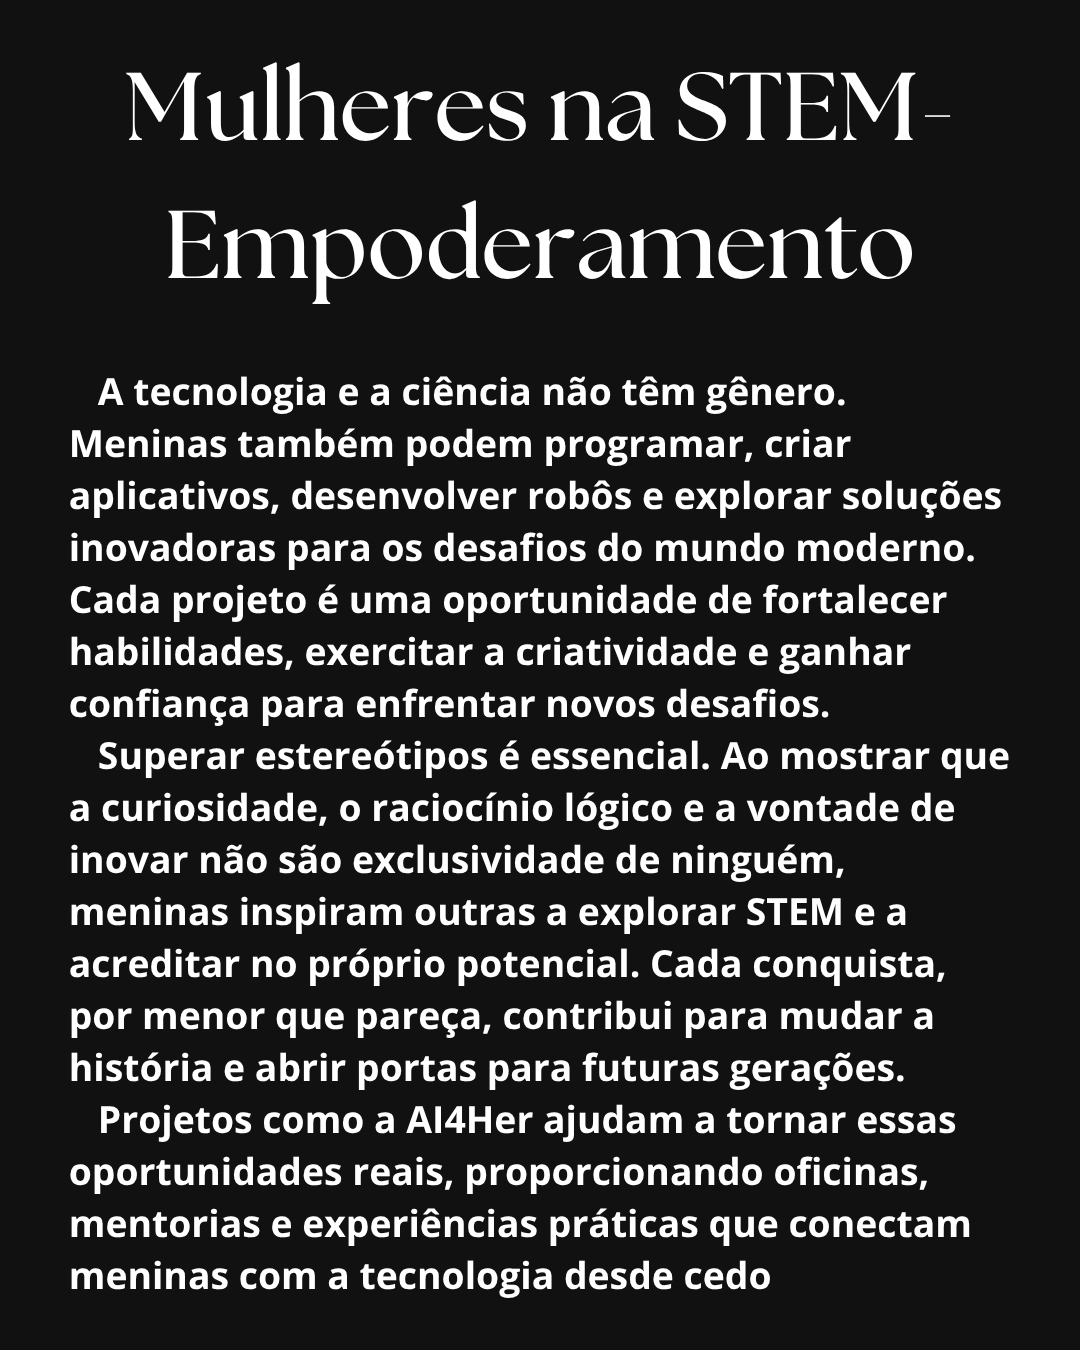 Mulheres na STEM-
Empoderamento
A tecnologia e a ciência não têm gênero.
Meninas também podem programar, criar
aplicativos, desenvolver robôs e explorar soluções
inovadoras para os desafios do mundo moderno.
Cada projeto é uma oportunidade de fortalecer
habilidades, exercitar a criatividade e ganhar
confiança para enfrentar novos desafios.
Superar estereótipos é essencial. Ao mostrar que
a curiosidade, o raciocínio lógico e a vontade de
inovar não são exclusividade de ninguém,
meninas inspiram outras a explorar STEM e a
acreditar no próprio potencial. Cada conquista,
por menor que pareça, contribui para mudar a
história e abrir portas para futuras gerações.
Projetos como a AI4Her ajudam a tornar essas
oportunidades reais, proporcionando oficinas,
mentorias e experiências práticas que conectam
meninas com a tecnologia desde cedo